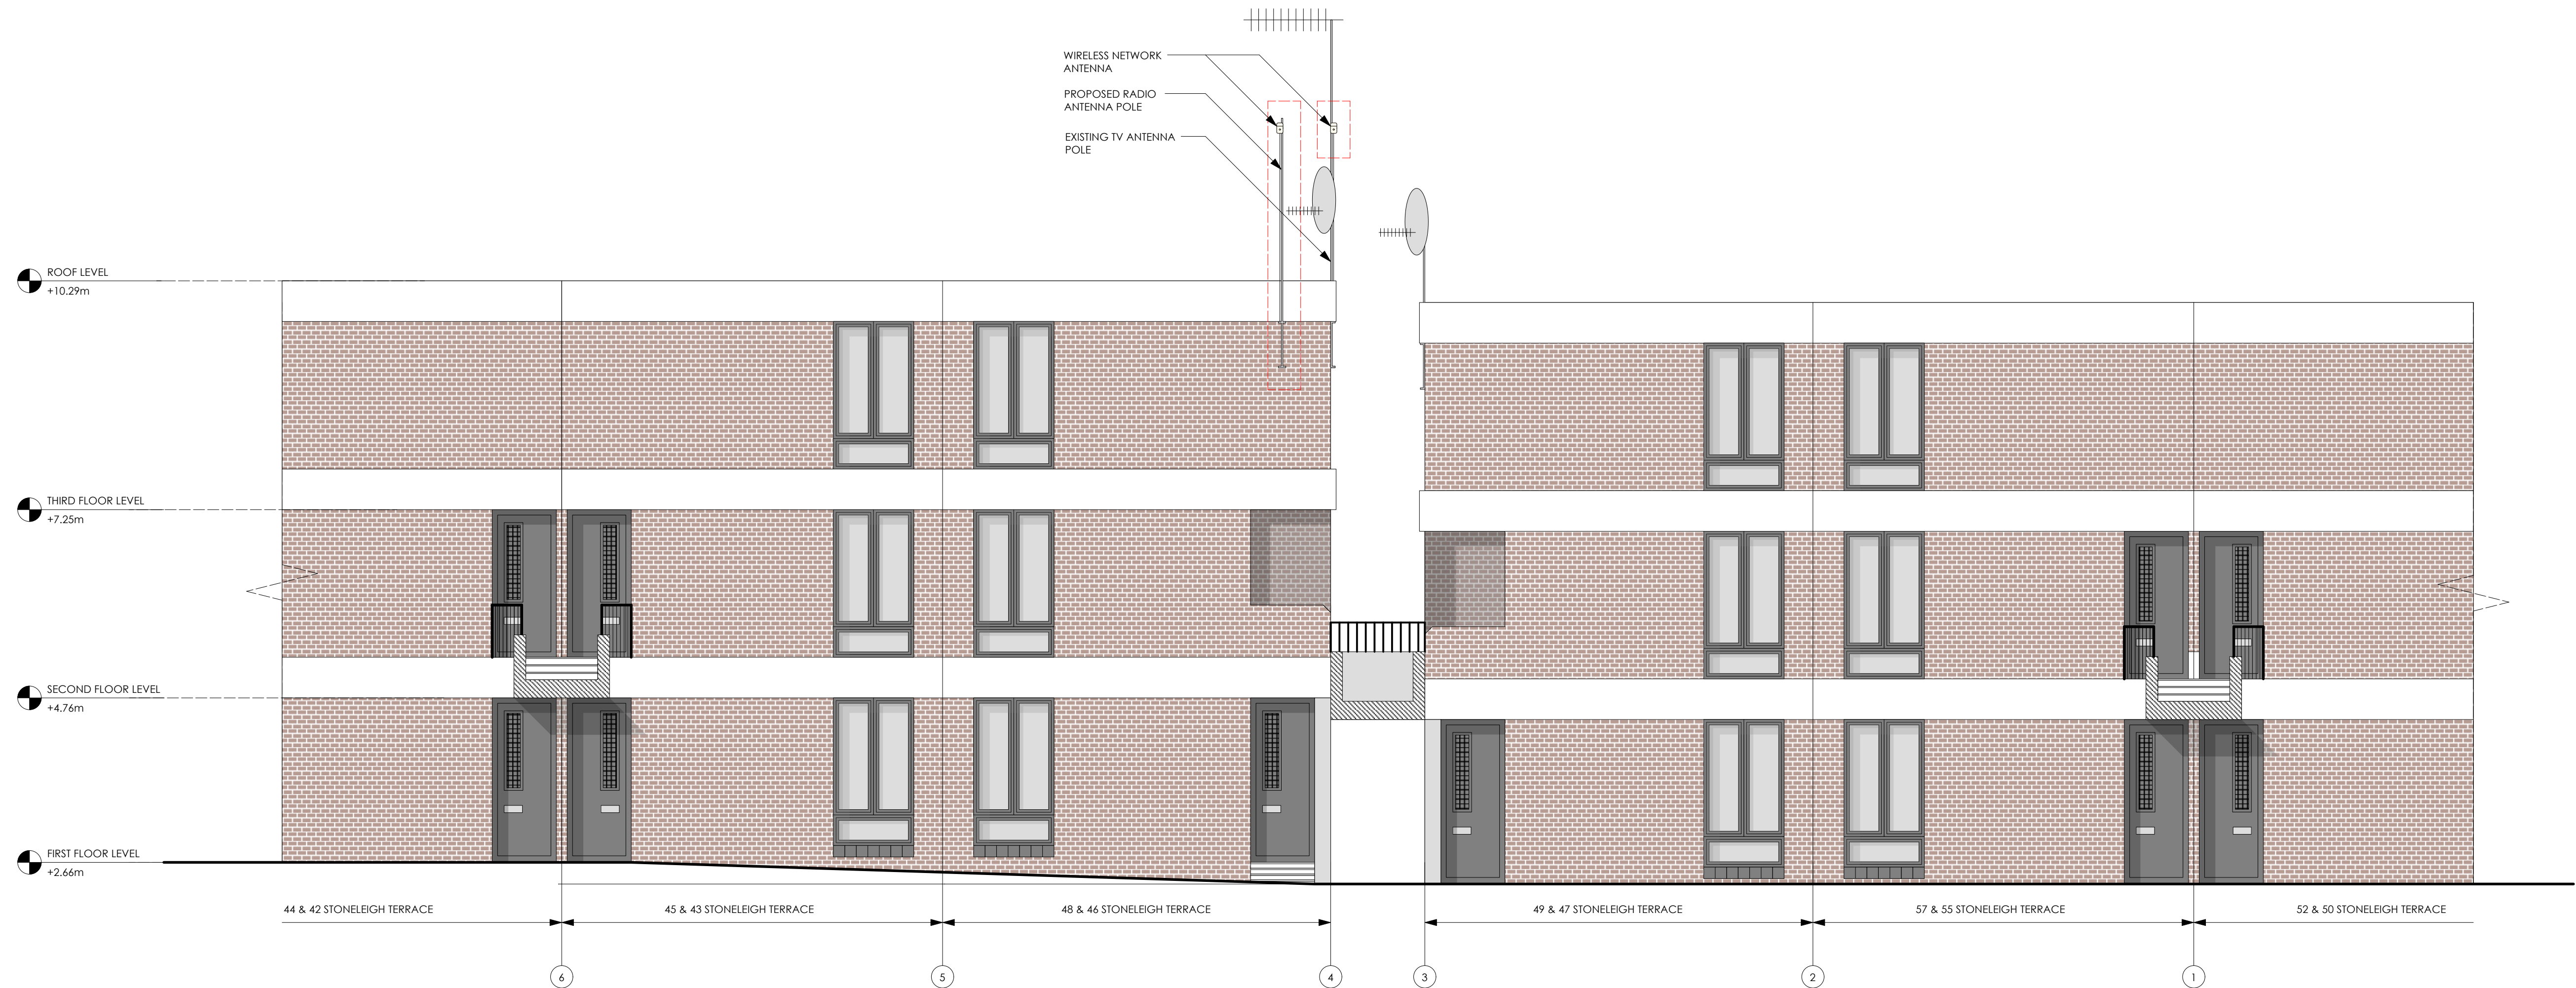 WIRELESS NETWORK
ANTENNA
PROPOSED RADIO
ANTENNA POLE
EXISTING TV ANTENNA
POLE
ROOF LEVEL
+10.29m
THIRD FLOOR LEVEL
+7.25m
SECOND FLOOR LEVEL
+4.76m
FIRST FLOOR LEVEL
+2.66m
44 & 42 STONELEIGH TERRACE
45 & 43 STONELEIGH TERRACE
48 & 46 STONELEIGH TERRACE
49 & 47 STONELEIGH TERRACE
57 & 55 STONELEIGH TERRACE
52 & 50 STONELEIGH TERRACE
6
5
4
3
2
1